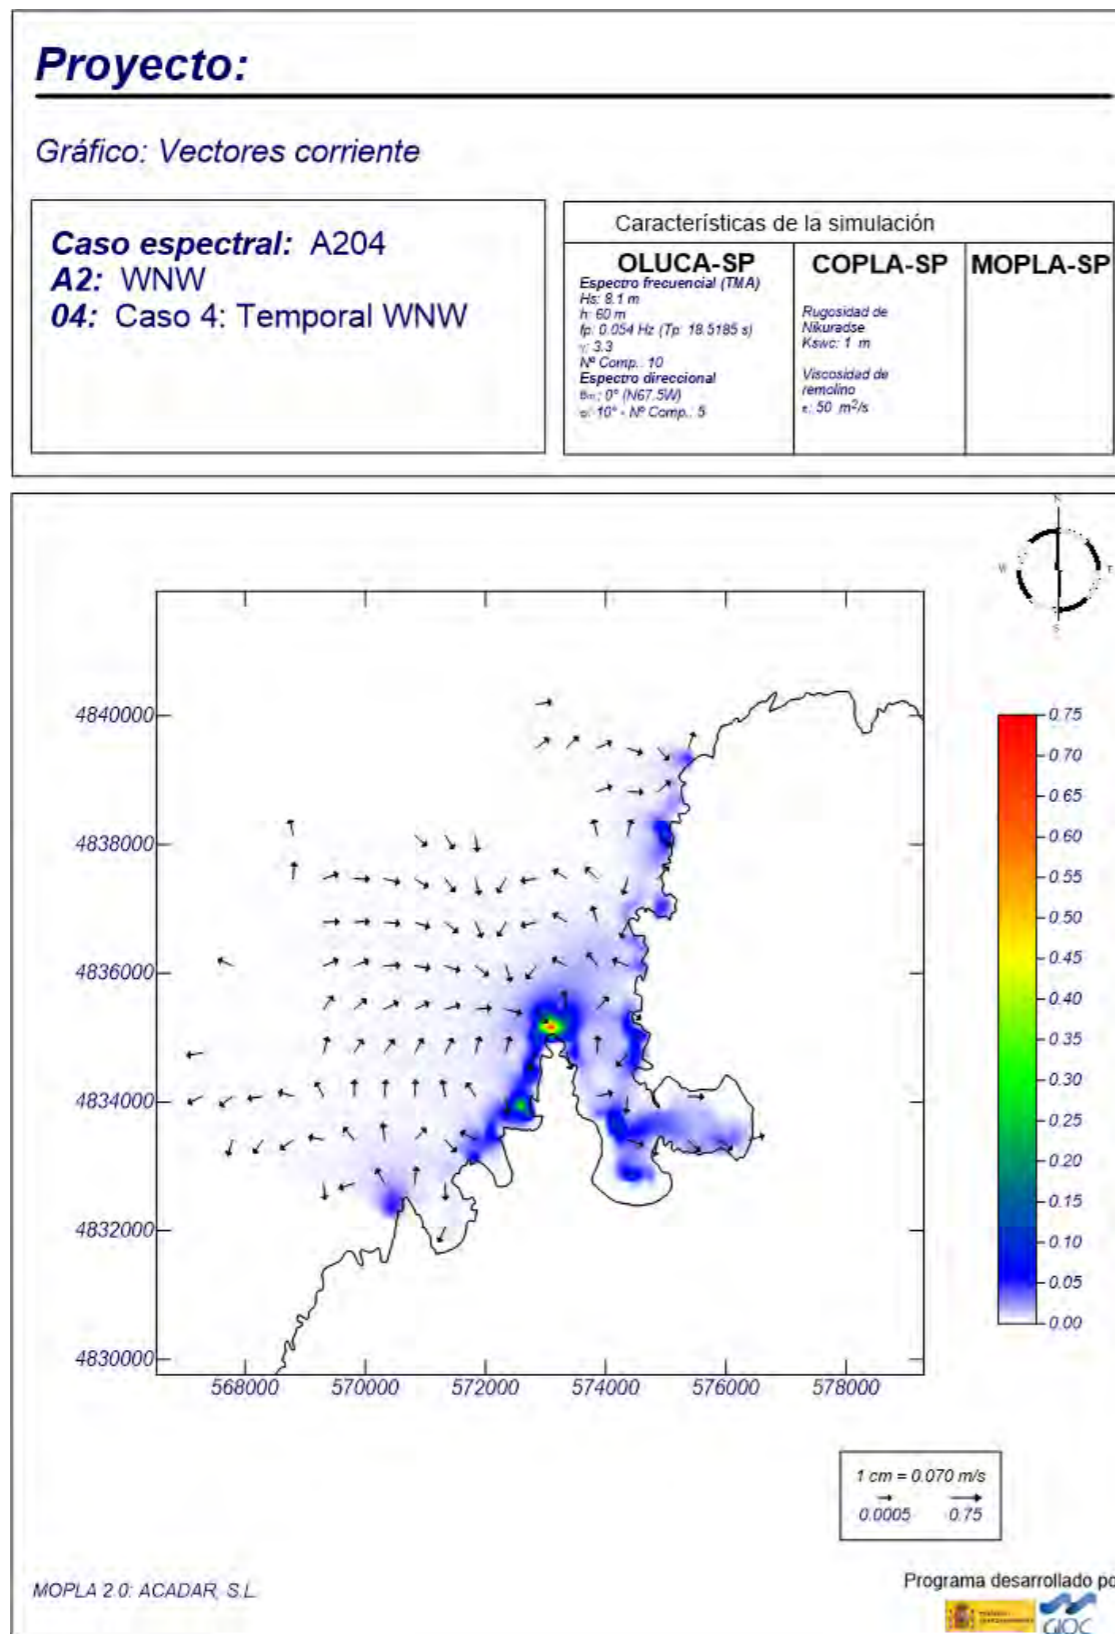 Proyecto:
Gráfico: Vectores corriente
Caso espectral: A204
A2: WNW
04: Caso 4: Temporal WNW
Características de la simulación
OLUCA-SP
Espectro frecuencial (TMA)
Hs: 8.1 m
h: 60 m
fp: 0.054 Hz (Tp: 18.5185 s)
γ: 3.3
Nº Comp.: 10
Espectro direccional
θm: 0° (N67.5W)
σ: 10° - Nº Comp.: 5
COPLA-SP
Rugosidad de
Nikuradse
Kswc: 1 m
Viscosidad de
remolino
ε: 50 m²/s
MOPLA-SP
N
W
E
S
4840000
4838000
4836000
4834000
4832000
4830000
568000 570000 572000 574000 576000 578000
0.75
0.70
0.65
0.60
0.55
0.50
0.45
0.40
0.35
0.30
0.25
0.20
0.15
0.10
0.05
0.00
1 cm = 0.070 m/s
0.0005 0.75
MOPLA 2.0: ACADAR, S.L.
Programa desarrollado po
GIOC